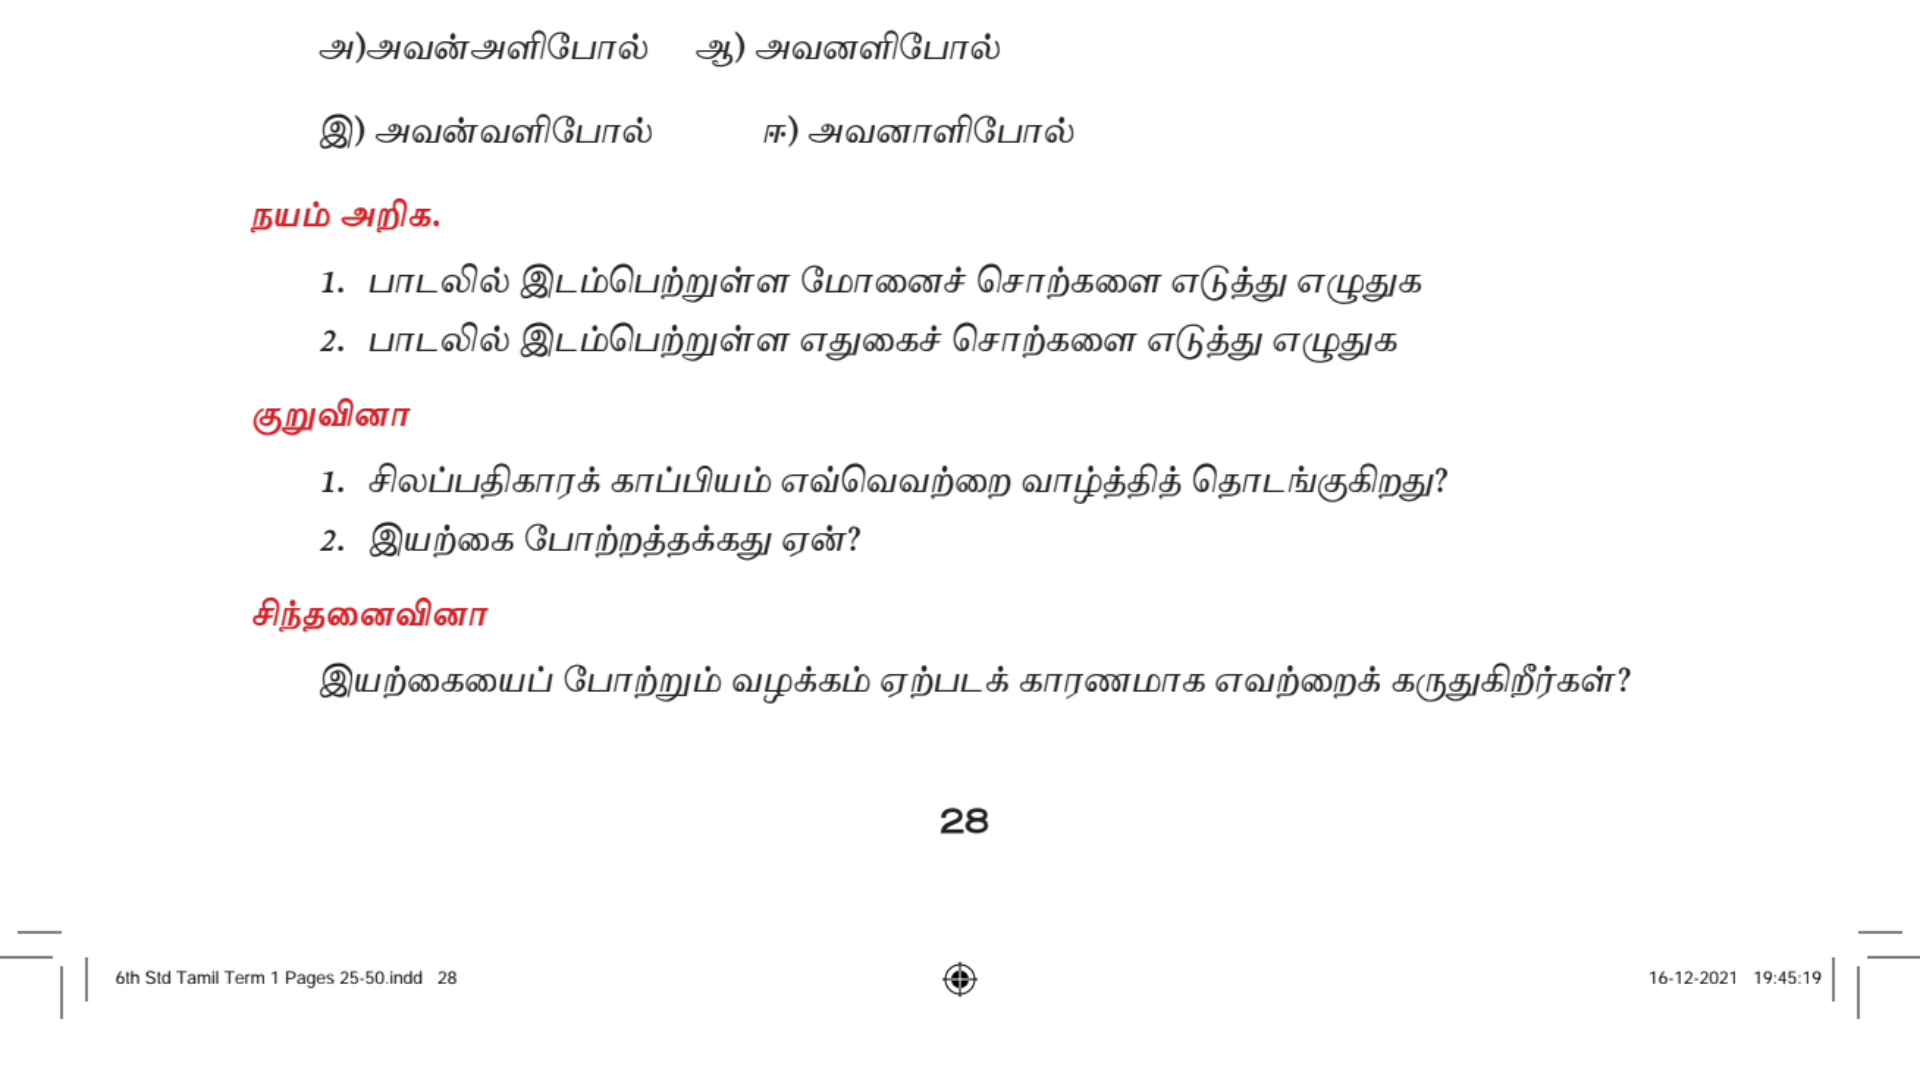 அ)அவன்அளிபோல் ஆ) அவனளிபோல்
இ) அவன்வளிபோல் ஈ) அவனாளிபோல்
நயம் அறிக.
1. பாடலில் இடம்பெற்றுள்ள மோனைச் சொற்களை எடுத்து எழுதுக
2. பாடலில் இடம்பெற்றுள்ள எதுகைச் சொற்களை எடுத்து எழுதுக
குறுவினா
1. சிலப்பதிகாரக் காப்பியம் எவ்வெவற்றை வாழ்த்தித் தொடங்குகிறது?
2. இயற்கை போற்றத்தக்கது ஏன்?
சிந்தனைவினா
இயற்கையைப் போற்றும் வழக்கம் ஏற்படக் காரணமாக எவற்றைக் கருதுகிறீர்கள்?
28
6th Std Tamil Term 1 Pages 25-50.indd 28 16-12-2021 19:45:19